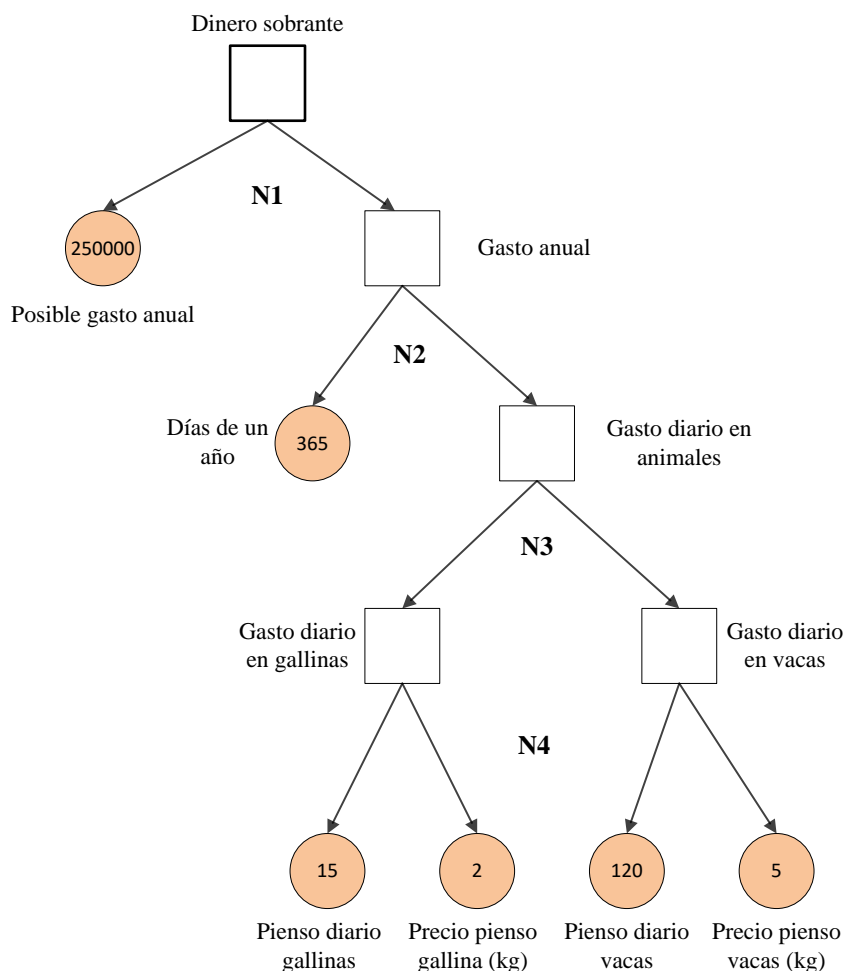 Dinero sobrante
N1
250000
Gasto anual
Posible gasto anual
N2
Días de un
año
365
Gasto diario en
animales
N3
Gasto diario
en gallinas
Gasto diario
en vacas
N4
15
2
120
5
Pienso diario
gallinas
Precio pienso
gallina (kg)
Pienso diario
vacas
Precio pienso
vacas (kg)